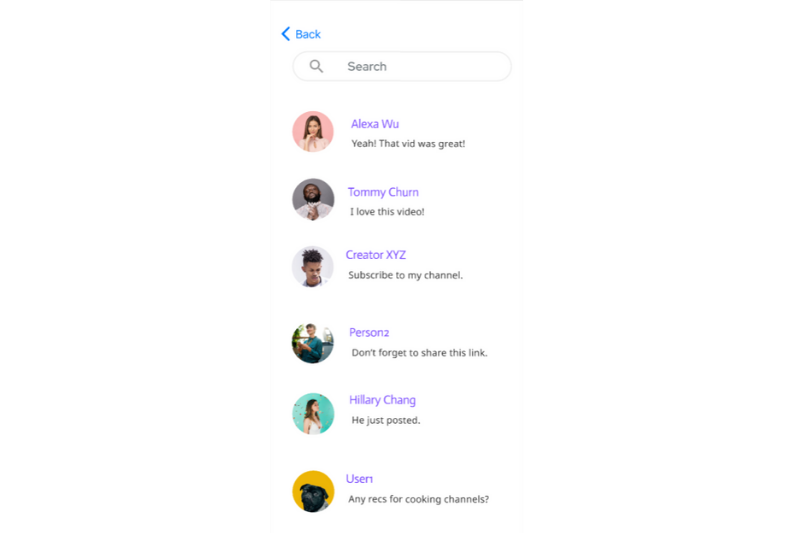 Back
Search
Alexa Wu
Yeah! That vid was great!
Tommy Churn
I love this video!
Creator XYZ
Subscribe to my channel.
Person2
Don't forget to share this link.
Hillary Chang
He just posted.
User1
Any recs for cooking channels?